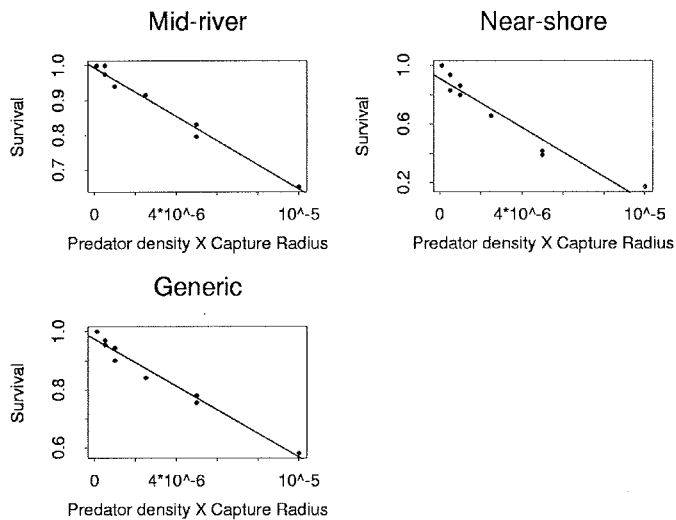 Mid-river
Survival
1.0
0.9
0.8
0.7
0 4*10^-6 10^-5
Predator density X Capture Radius
Near-shore
Survival
1.0
0.6
0.2
0 4*10^-6 10^-5
Predator density X Capture Radius
Generic
Survival
1.0
0.8
0.6
0 4*10^-6 10^-5
Predator density X Capture Radius